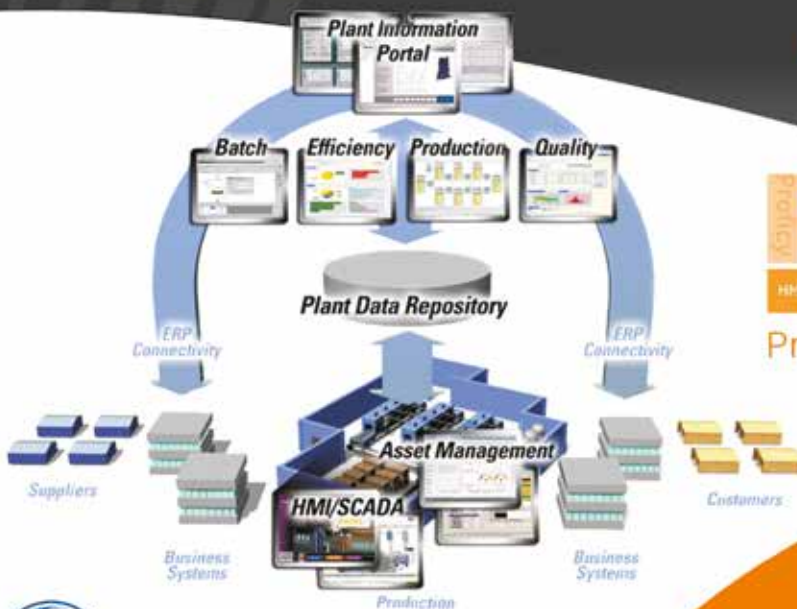 Plant Information
Portal
Batch
Efficiency
Production
Quality
Plant Data Repository
ERP
Connectivity
ERP
Connectivity
Proficy
Pr
Asset Management
HMI/SCADA
Suppliers
Customers
Business
Systems
Business
Systems
Production